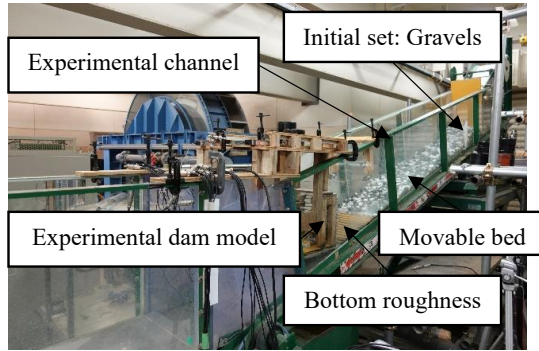 Initial set: Gravels
Experimental channel
Experimental dam model
Movable bed
Bottom roughness